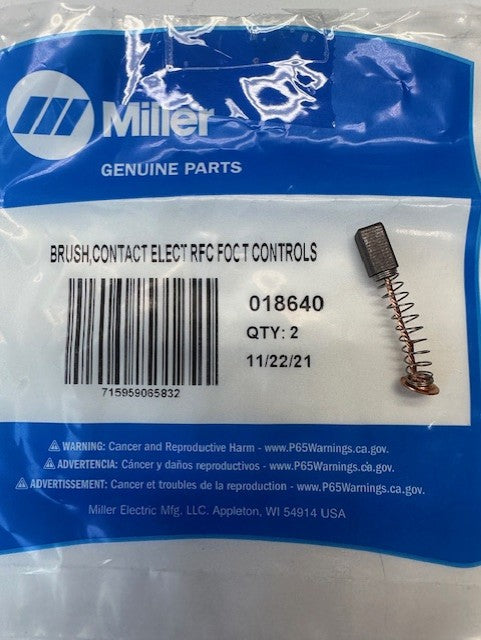 Miller
GENUINE PARTS
BRUSH,CONTACT ELECT RFC FOCT CONTROLS
018640
QTY: 2
11/22/21
715959065832
WARNING: Cancer and Reproductive Harm - www.P65Warnings.ca.gov.
ADVERTENCIA: Cáncer y daños reproductivos - www.P65Warnings.ca.gov.
ADVERTISSEMENT: Cancer et troubles de la reproduction - www.P65Warnings.ca.gov.
Miller Electric Mfg. LLC. Appleton, WI 54914 USA